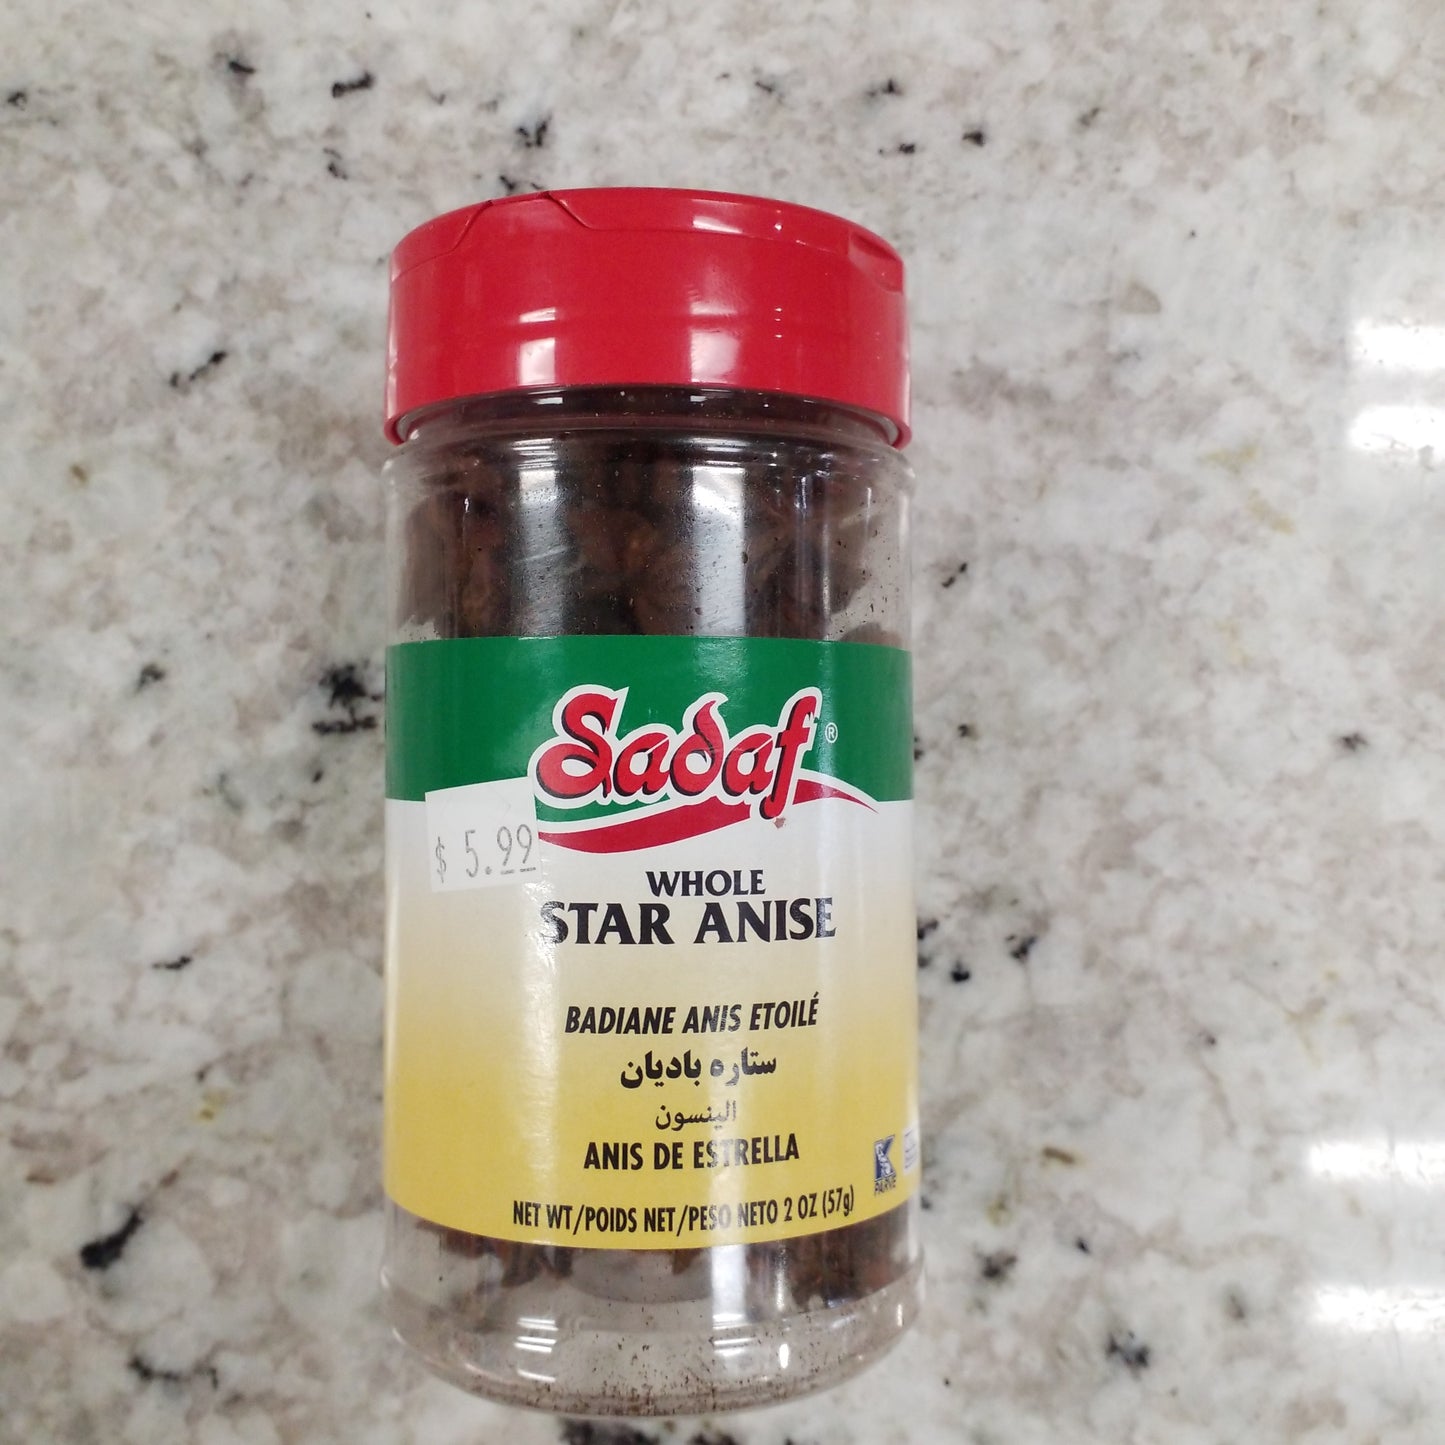 Sadaf®
$ 5.99
WHOLE
STAR ANISE
BADIANE ANIS ETOILÉ
ستاره بادیان
الينسون
ANIS DE ESTRELLA
K
PARVE
NET WT/POIDS NET/PESO NETO 2 OZ (57g)